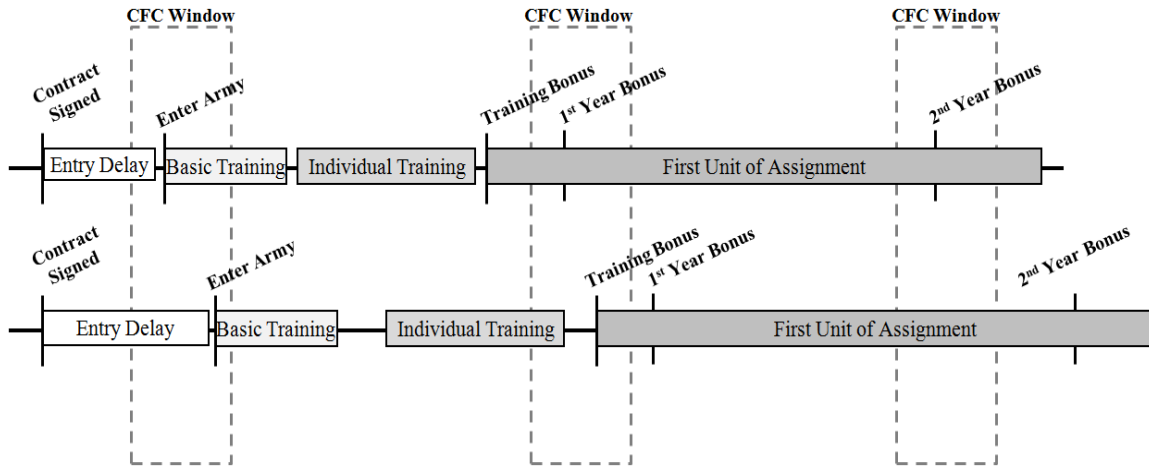 CFC Window CFC Window CFC Window
Contract
Signed
Enter Army
Training Bonus
1st Year Bonus
2nd Year Bonus
Entry Delay Basic Training Individual Training First Unit of Assignment
Contract
Signed
Enter Army
Training Bonus
1st Year Bonus
2nd Year Bonus
Entry Delay Basic Training Individual Training First Unit of Assignment